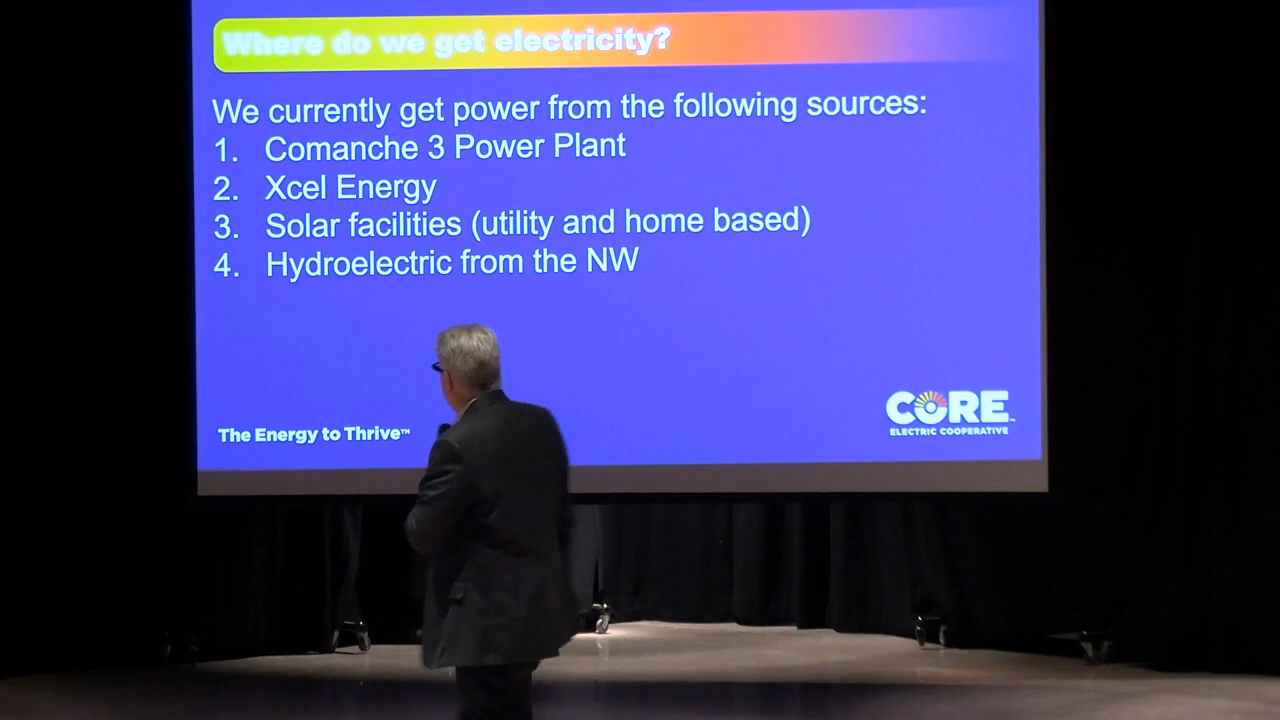 Where do we get electricity?
We currently get power from the following sources:
1. Comanche 3 Power Plant
2. Xcel Energy
3. Solar facilities (utility and home based)
4. Hydroelectric from the NW
The Energy to Thrive™
CORE™
ELECTRIC COOPERATIVE